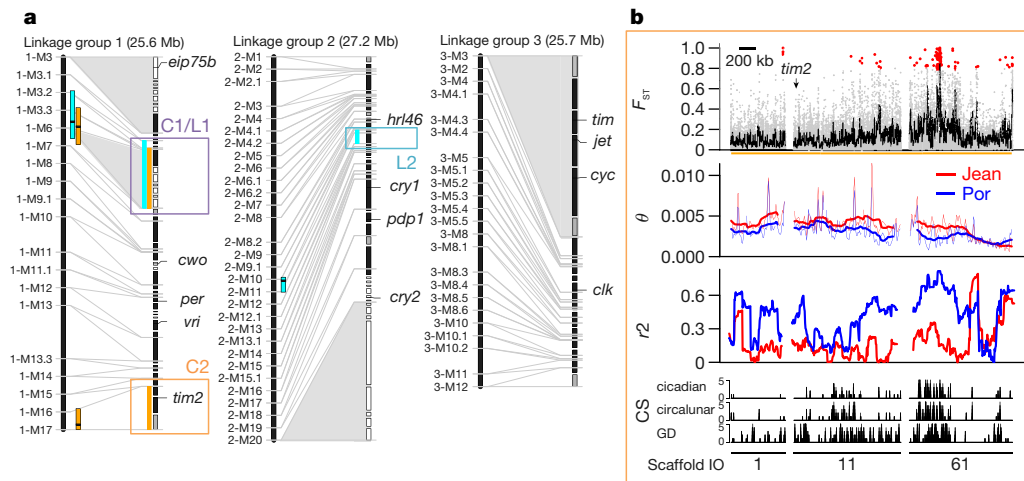 a
Linkage group 1 (25.6 Mb)
1-M3
1-M3.1
1-M3.2
1-M3.3
1-M6
1-M7
1-M8
1-M9
1-M9.1
1-M10
1-M11
1-M11.1
1-M12
1-M13
1-M13.3
1-M14
1-M15
1-M16
1-M17
eip75b
C1/L1
cwo
per
vri
C2
tim2
Linkage group 2 (27.2 Mb)
2-M1
2-M2
2-M2.1
2-M3
2-M4
2-M4.1
2-M4.2
2-M5
2-M6
2-M6.1
2-M6.2
2-M7
2-M8
2-M8.2
2-M9
2-M9.1
2-M10
2-M11
2-M12
2-M12.1
2-M13
2-M13.1
2-M14
2-M15
2-M15.1
2-M16
2-M17
2-M18
2-M19
2-M20
hrl46
L2
cry1
pdp1
cry2
Linkage group 3 (25.7 Mb)
3-M3
3-M2
3-M4
3-M4.1
3-M4.3
3-M4.4
3-M5
3-M5.1
3-M5.2
3-M5.3
3-M5.4
3-M5.5
3-M8
3-M8.1
3-M8.3
3-M8.4
3-M8.5
3-M8.6
3-M10
3-M10.1
3-M10.2
3-M11
3-M12
tim
jet
cyc
clk
b
1.0
0.8
0.6
0.4
0.2
0
FST
200 kb
tim2
0.010
0.005
0.000
θ
Jean
Por
0.6
0.3
0
r2
CS
cicadian
5
0
circalunar
5
0
GD
5
0
Scaffold IO
1
11
61